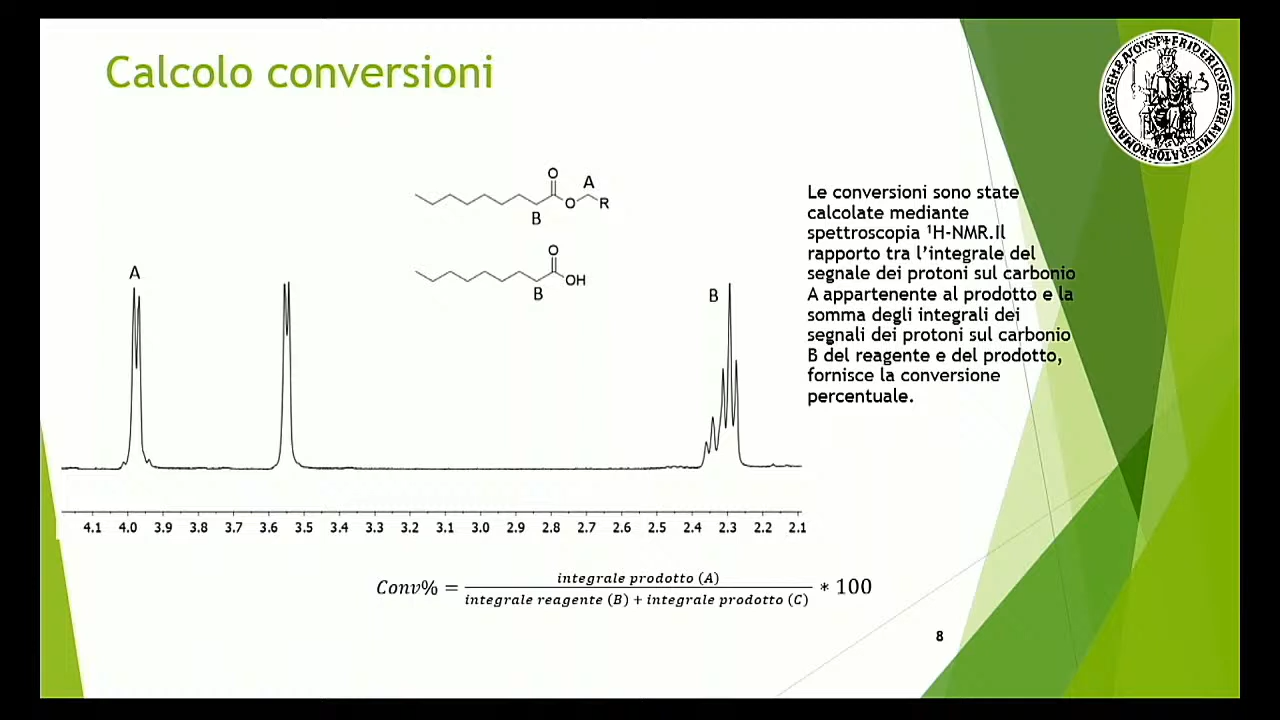 Calcolo conversioni
O
A
O
R
B
O
OH
B
A
B
Le conversioni sono state
calcolate mediante
spettroscopia ¹H-NMR.Il
rapporto tra l'integrale del
segnale dei protoni sul carbonio
A appartenente al prodotto e la
somma degli integrali dei
segnali dei protoni sul carbonio
B del reagente e del prodotto,
fornisce la conversione
percentuale.
4.1 4.0 3.9 3.8 3.7 3.6 3.5 3.4 3.3 3.2 3.1 3.0 2.9 2.8 2.7 2.6 2.5 2.4 2.3 2.2 2.1
integrale prodotto (A)
Conv% = * 100
integrale reagente (B) + integrale prodotto (C)
8